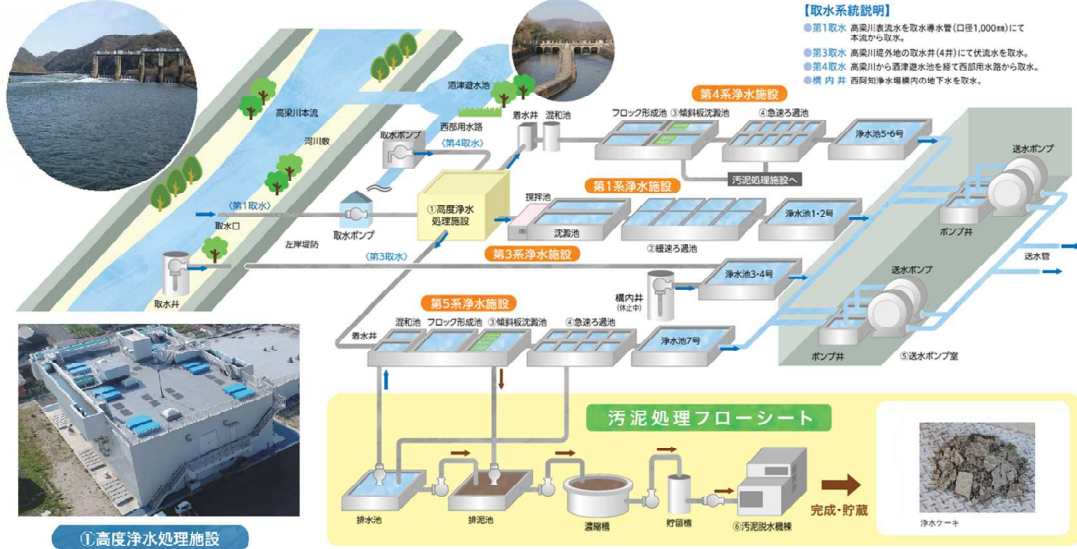 【取水系統説明】
●第1取水 高梁川表流水を取水導水管(口径1,000㎜)にて
本流から取水。
●第3取水 高梁川堤外地の取水井(4井)にて伏流水を取水。
●第4取水 高梁川から酒津遊水池を経て西部用水路から取水。
●構内井 西阿知浄水場構内の地下水を取水。
高梁川本流
河川敷
酒津遊水池
西部用水路
取水ポンプ
〈第4取水〉
着水井
混和池
第4系浄水施設
フロック形成池
③傾斜板沈澱池
④急速ろ過池
浄水池5・6号
汚泥処理施設へ
送水ポンプ
ポンプ井
〈第1取水〉
取水口
取水ポンプ
①高度浄水
処理施設
第1系浄水施設
撹拌池
沈澱池
②緩速ろ過池
浄水池1・2号
左岸堤防
〈第3取水〉
取水井
第3系浄水施設
構内井
(休止中)
浄水池3・4号
送水管
送水ポンプ
ポンプ井
⑤送水ポンプ室
第5系浄水施設
着水井
混和池
フロック形成池
③傾斜板沈澱池
④急速ろ過池
浄水池7号
汚泥処理フローシート
排水池
排泥池
濃縮槽
貯留槽
⑥汚泥脱水機棟
完成・貯蔵
浄水ケーキ
①高度浄水処理施設